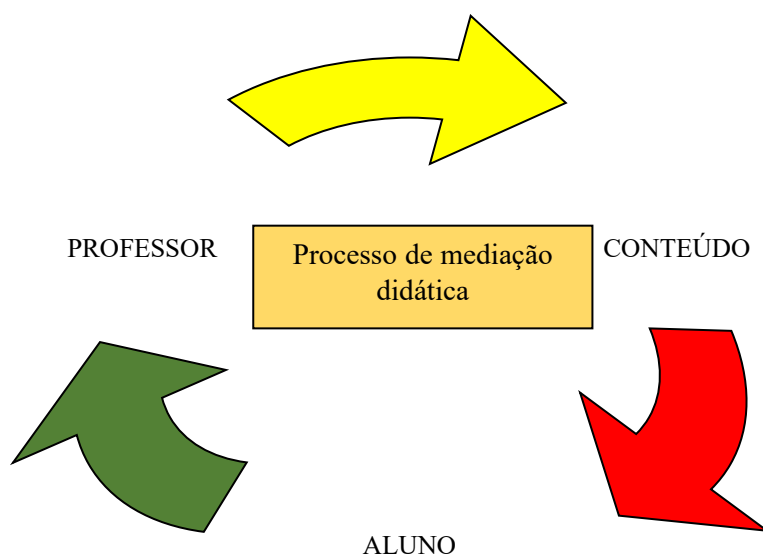 PROFESSOR
Processo de mediação
didática
CONTEÚDO
ALUNO